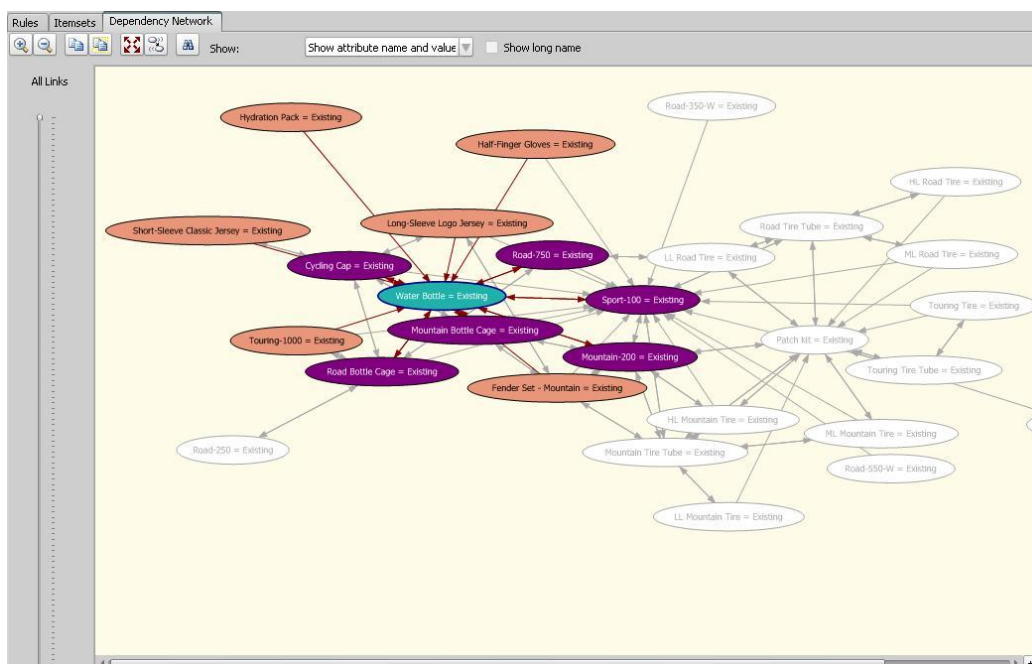 Rules Itemsets Dependency Network
Show: Show attribute name and value Show long name
All Links
Road-350-W = Existing
Hydration Pack = Existing
Half-Finger Gloves = Existing
HL Road Tire = Existing
Long-Sleeve Logo Jersey = Existing
Road Tire Tube = Existing
Short-Sleeve Classic Jersey = Existing
Road-750 = Existing
ML Road Tire = Existing
LL Road Tire = Existing
Cycling Cap = Existing
Water Bottle = Existing
Sport-100 = Existing
Touring Tire = Existing
Mountain Bottle Cage = Existing
Touring-1000 = Existing
Patch kit = Existing
Mountain-200 = Existing
Road Bottle Cage = Existing
Touring Tire Tube = Existing
Fender Set - Mountain = Existing
HL Mountain Tire = Existing
ML Mountain Tire = Existing
Road-250 = Existing
Mountain Tire Tube = Existing
Road-550-W = Existing
LL Mountain Tire = Existing